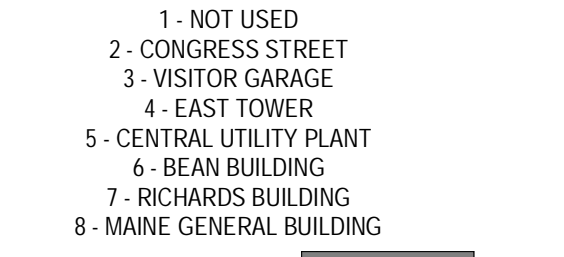 1 - NOT USED
2 - CONGRESS STREET
3 - VISITOR GARAGE
4 - EAST TOWER
5 - CENTRAL UTILITY PLANT
6 - BEAN BUILDING
7 - RICHARDS BUILDING
8 - MAINE GENERAL BUILDING